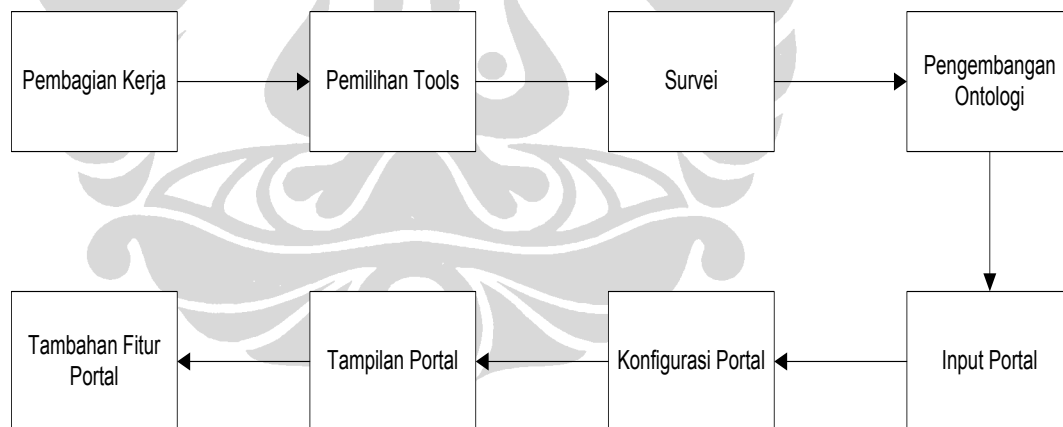 Pembagian Kerja
Pemilihan Tools
Survei
Pengembangan
Ontologi
Input Portal
Konfigurasi Portal
Tampilan Portal
Tambahan Fitur
Portal